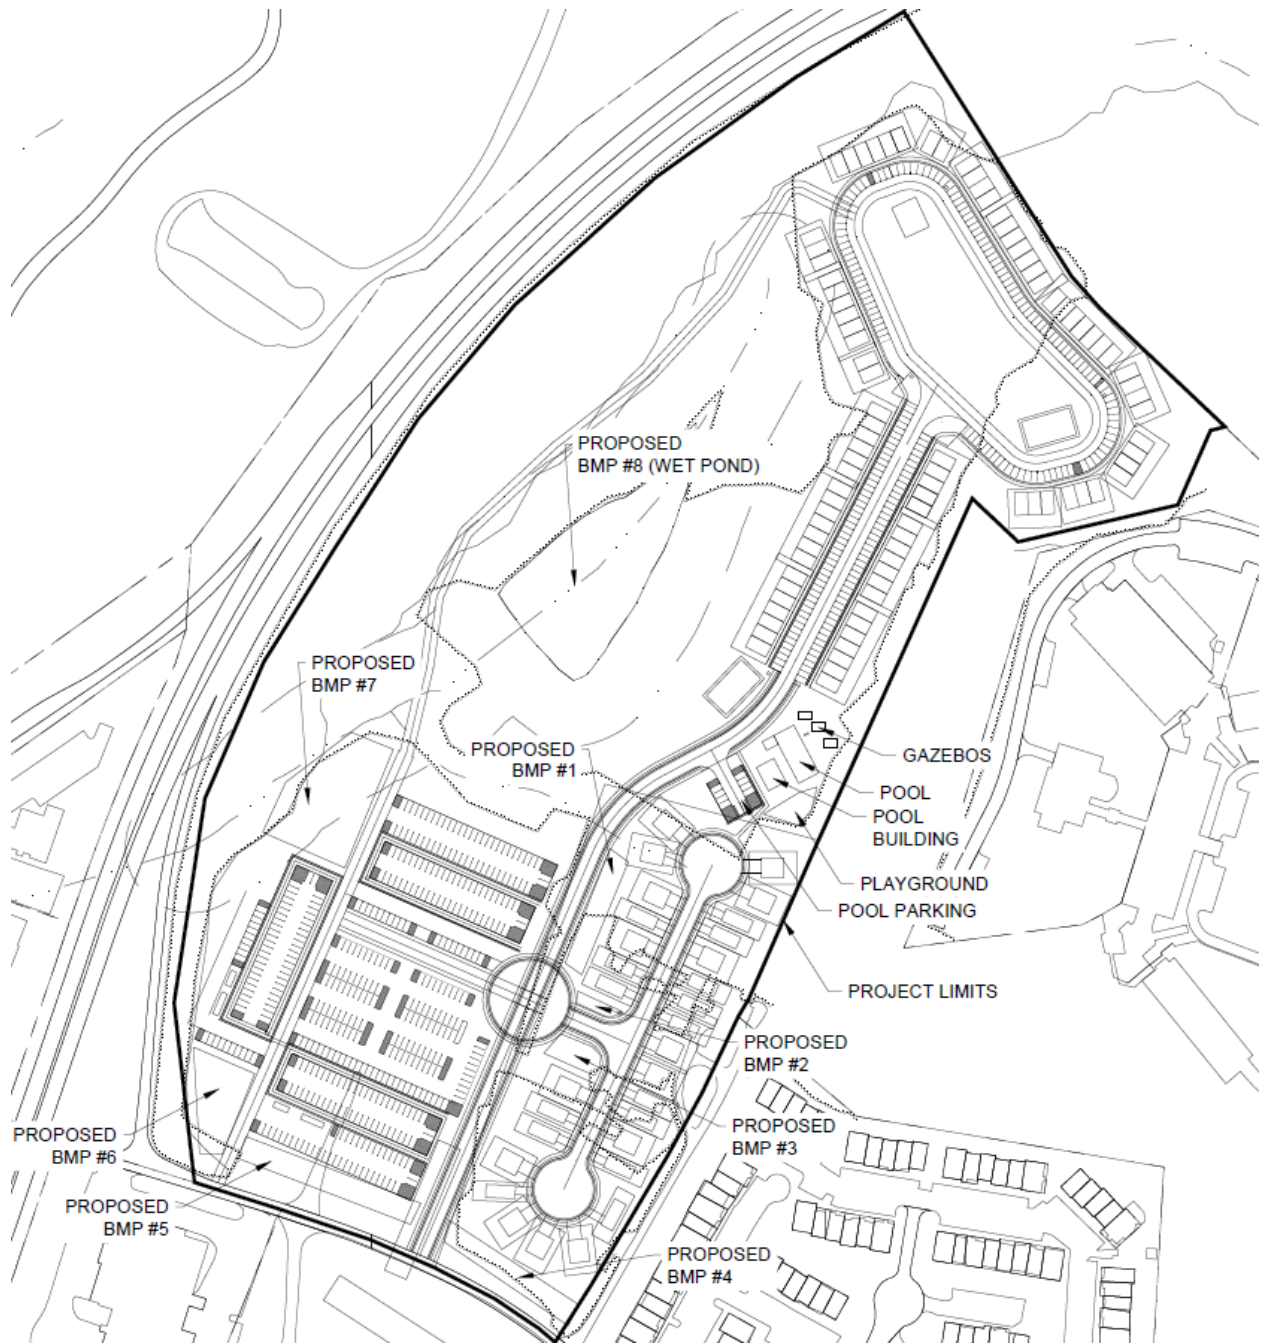 PROPOSED
BMP #8 (WET POND)
PROPOSED
BMP #7
PROPOSED
BMP #1
GAZEBOS
POOL
POOL
BUILDING
PLAYGROUND
POOL PARKING
PROJECT LIMITS
PROPOSED
BMP #2
PROPOSED
BMP #3
PROPOSED
BMP #6
PROPOSED
BMP #5
PROPOSED
BMP #4